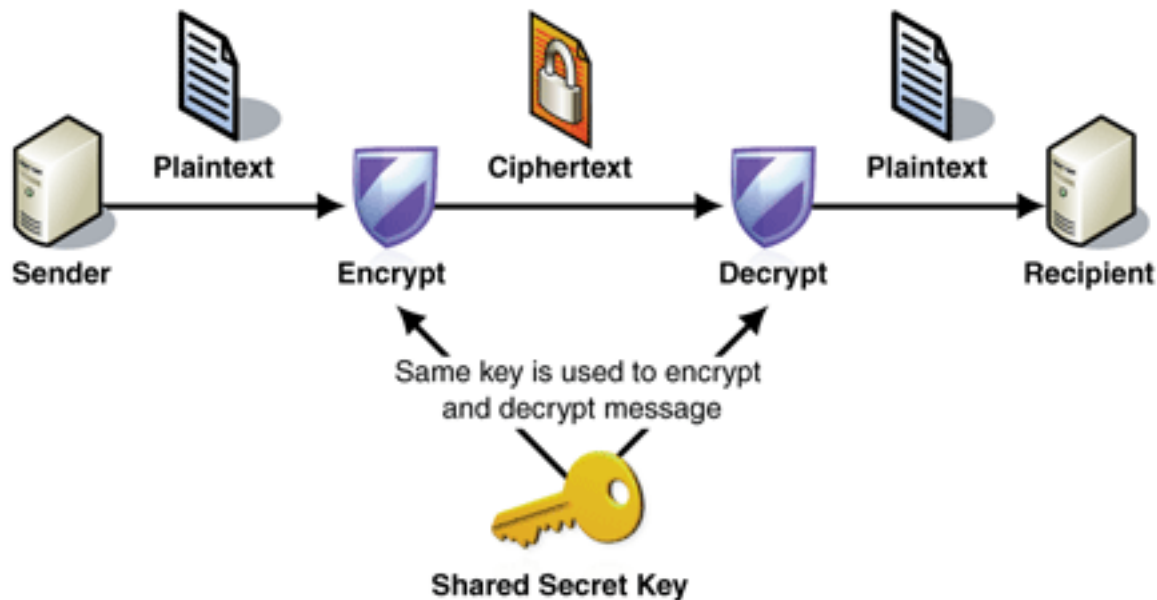 Plaintext
Ciphertext
Plaintext
Sender
Encrypt
Decrypt
Recipient
Same key is used to encrypt
and decrypt message
Shared Secret Key